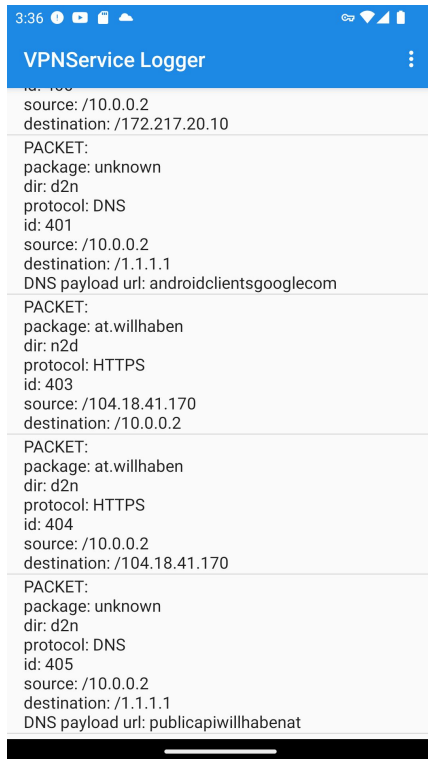 3:36
VPNService Logger
source: /10.0.0.2
destination: /172.217.20.10
PACKET:
package: unknown
dir: d2n
protocol: DNS
id: 401
source: /10.0.0.2
destination: /1.1.1.1
DNS payload url: androidclientsgooglecom
PACKET:
package: at.willhaben
dir: n2d
protocol: HTTPS
id: 403
source: /104.18.41.170
destination: /10.0.0.2
PACKET:
package: at.willhaben
dir: d2n
protocol: HTTPS
id: 404
source: /10.0.0.2
destination: /104.18.41.170
PACKET:
package: unknown
dir: d2n
protocol: DNS
id: 405
source: /10.0.0.2
destination: /1.1.1.1
DNS payload url: publicapiwillhabenat